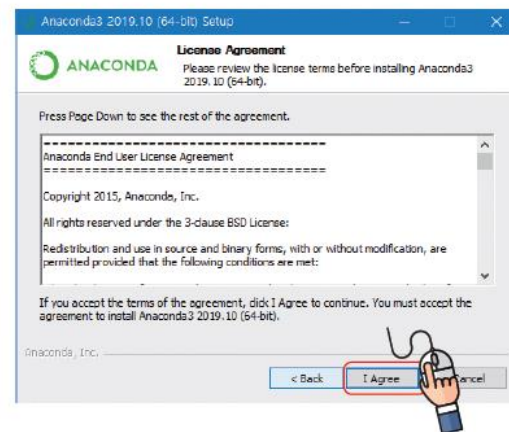 Anaconda3 2019.10 (64-bit) Setup
ANACONDA
License Agreement
Please review the license terms before installing Anaconda3
2019.10 (64-bit).
Press Page Down to see the rest of the agreement.
====================================
Anaconda End User License Agreement
====================================
Copyright 2015, Anaconda, Inc.
All rights reserved under the 3-clause BSD License:
Redistribution and use in source and binary forms, with or without modification, are
permitted provided that the following conditions are met:
If you accept the terms of the agreement, click I Agree to continue. You must accept the
agreement to install Anaconda3 2019.10 (64-bit).
Anaconda, Inc.
< Back
I Agree
Cancel